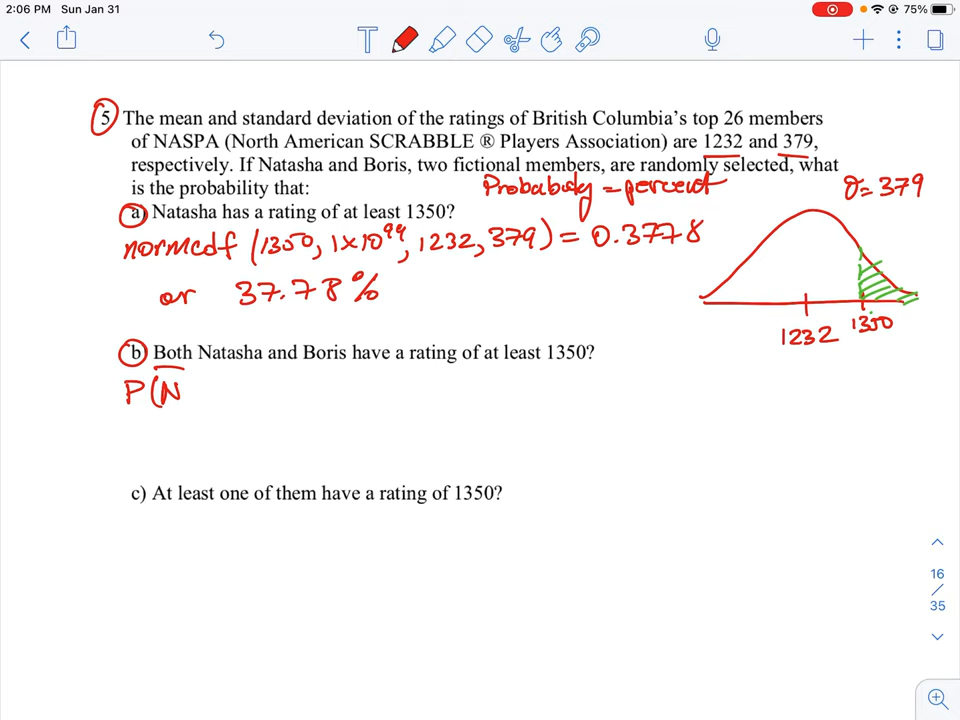 2:06 PM Sun Jan 31
75%
T
5. The mean and standard deviation of the ratings of British Columbia's top 26 members
of NASPA (North American SCRABBLE ® Players Association) are 1232 and 379,
respectively. If Natasha and Boris, two fictional members, are randomly selected, what
is the probability that:
Probability = percent
σ = 379
a) Natasha has a rating of at least 1350?
normcdf (1350, 1×10^99, 1232, 379) = 0.3778
or 37.78%
1232
1350
b) Both Natasha and Boris have a rating of at least 1350?
P(N
c) At least one of them have a rating of 1350?
16
/
35